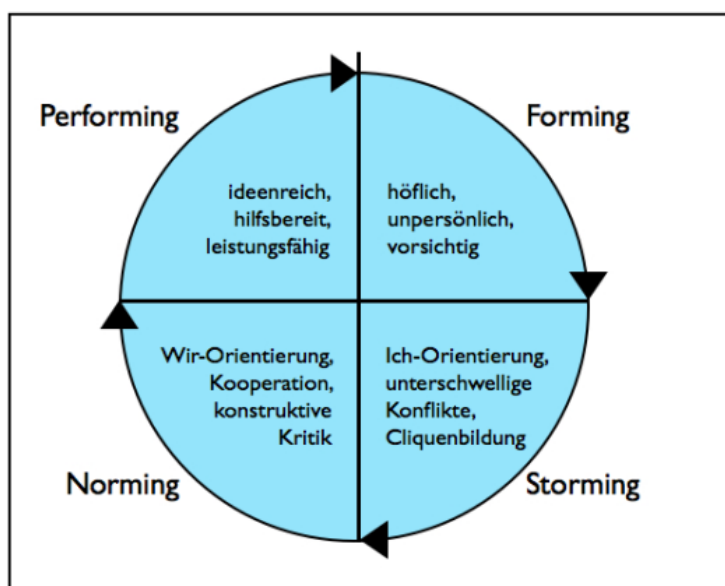 Performing
Forming
ideenreich,
hilfsbereit,
leistungsfähig
höflich,
unpersönlich,
vorsichtig
Wir-Orientierung,
Kooperation,
konstruktive
Kritik
Ich-Orientierung,
unterschwellige
Konflikte,
Cliquenbildung
Norming
Storming